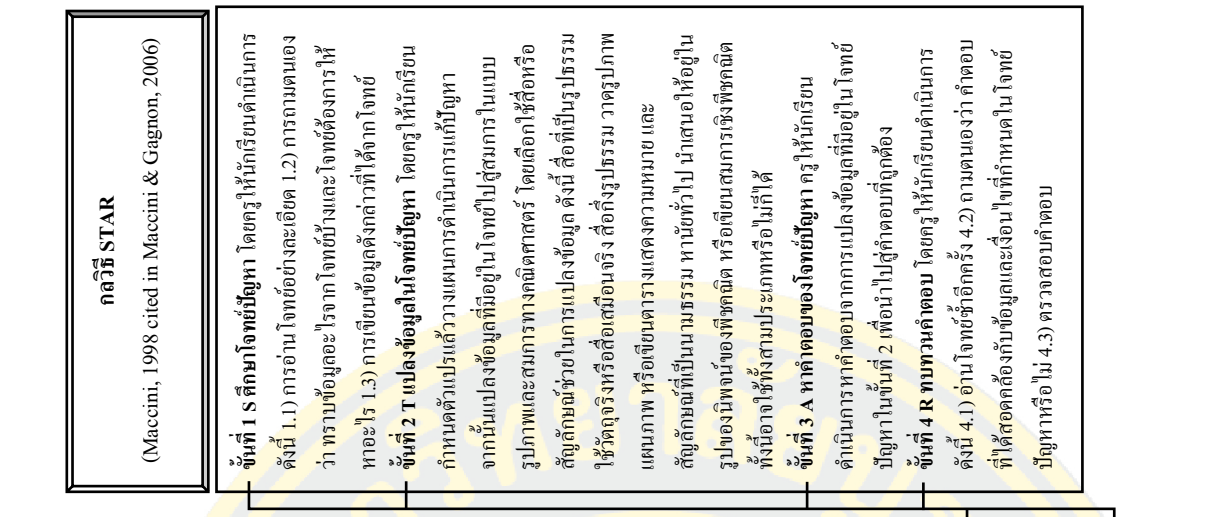 กลวิธี STAR
(Maccini, 1998 cited in Maccini & Gagnon, 2006)
ขั้นที่ 1 S ศึกษาโจทย์ปัญหา โดยครูให้นักเรียนดำเนินการ
ดังนี้ 1.1) การอ่านโจทย์อย่างละเอียด 1.2) การถามตนเอง
ว่า ทราบข้อมูลอะไรจากโจทย์บ้างและโจทย์ต้องการให้
หาอะไร 1.3) การเขียนข้อมูลดังกล่าวที่ได้จากโจทย์
ขั้นที่ 2 T แปลงข้อมูลในโจทย์ปัญหา โดยครูให้นักเรียน
กำหนดตัวแปรแล้ววางแผนการดำเนินการแก้ปัญหา
จากนั้นแปลงข้อมูลที่มีอยู่ในโจทย์ไปสู่สมการในแบบ
รูปภาพและสมการทางคณิตศาสตร์ โดยเลือกใช้สื่อหรือ
สัญลักษณ์ช่วยในการแปลงข้อมูล ดังนี้ สื่อที่เป็นรูปธรรม
ใช้วัตถุจริงหรือสื่อเสมือนจริง สื่อกึ่งรูปธรรม วาดรูปภาพ
แผนภาพ หรือเขียนตารางแสดงความหมาย และ
สัญลักษณ์ที่เป็นนามธรรม หานัยทั่วไป นำเสนอให้อยู่ใน
รูปของนิพจน์ของพีชคณิต หรือเขียนสมการเชิงพีชคณิต
ทั้งนี้อาจใช้ทั้งสามประเภทหรือไม่ก็ได้
ขั้นที่ 3 A หาคำตอบของโจทย์ปัญหา ครูให้นักเรียน
ดำเนินการหาคำตอบจากการแปลงข้อมูลที่มีอยู่ในโจทย์
ปัญหาในขั้นที่ 2 เพื่อนำไปสู่คำตอบที่ถูกต้อง
ขั้นที่ 4 R ทบทวนคำตอบ โดยครูให้นักเรียนดำเนินการ
ดังนี้ 4.1) อ่านโจทย์ซ้ำอีกครั้ง 4.2) ถามตนเองว่า คำตอบ
ที่ได้สอดคล้องกับข้อมูลและเงื่อนไขที่กำหนดในโจทย์
ปัญหาหรือไม่ 4.3) ตรวจสอบคำตอบ